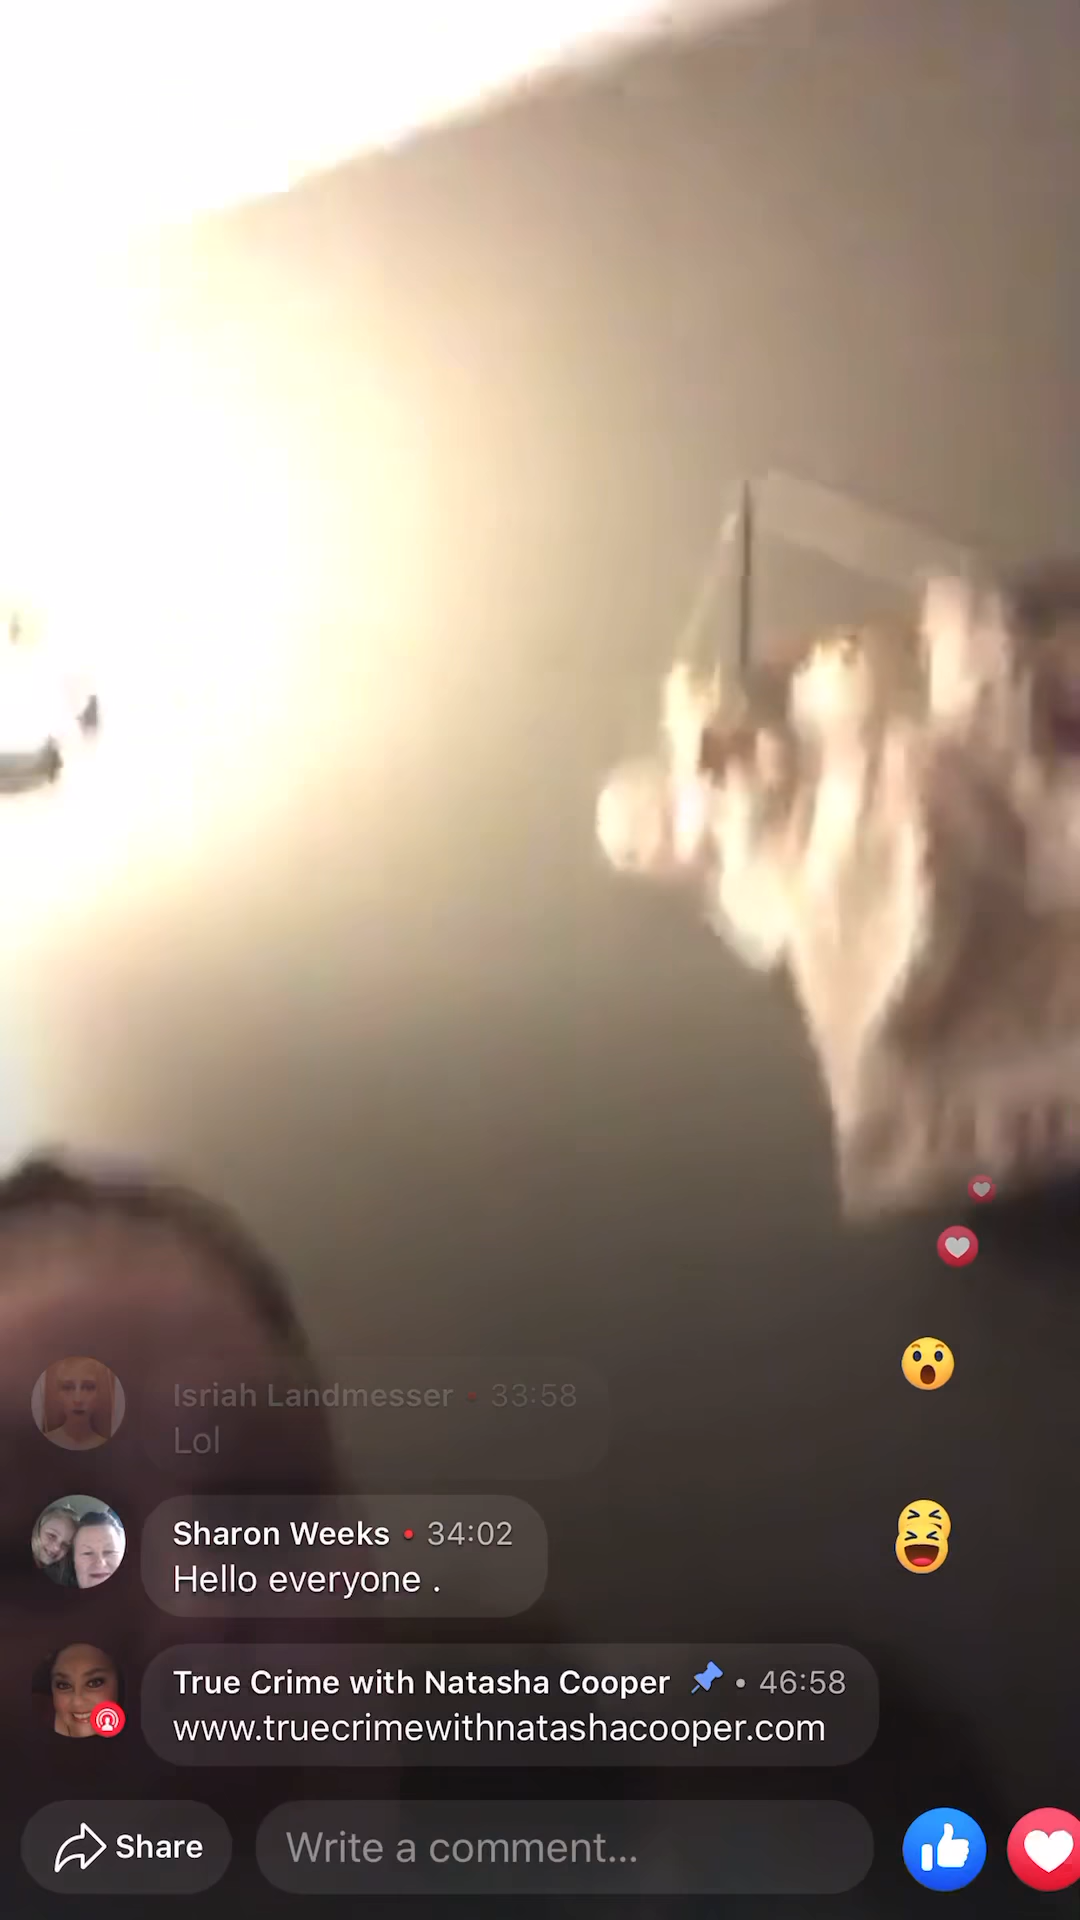 Isriah Landmesser • 33:58
Lol
Sharon Weeks • 34:02
Hello everyone .
True Crime with Natasha Cooper 📌 • 46:58
www.truecrimewithnatashacooper.com
Share
Write a comment...